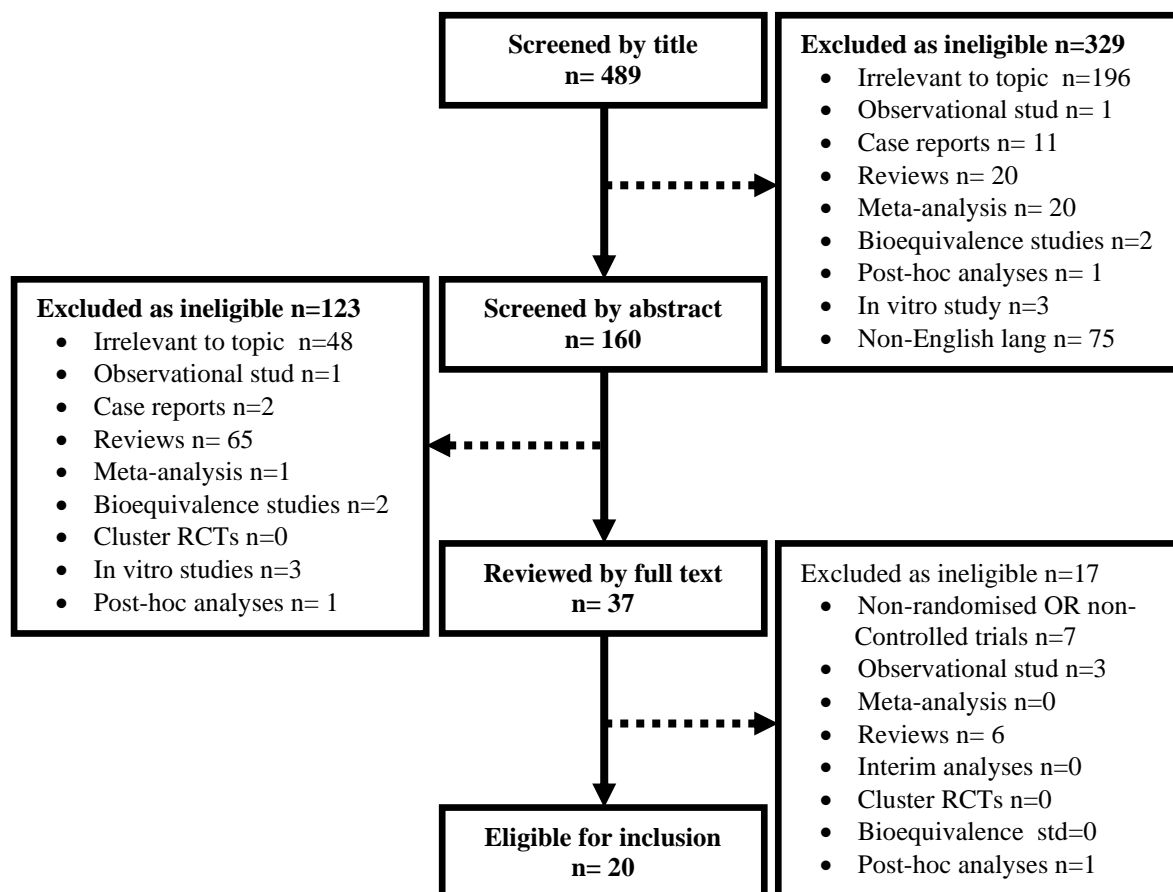 Screened by title
n= 489
Excluded as ineligible n=329
• Irrelevant to topic n=196
• Observational stud n= 1
• Case reports n= 11
• Reviews n= 20
• Meta-analysis n= 20
• Bioequivalence studies n=2
• Post-hoc analyses n= 1
• In vitro study n=3
• Non-English lang n= 75
Screened by abstract
n= 160
Excluded as ineligible n=123
• Irrelevant to topic n=48
• Observational stud n=1
• Case reports n=2
• Reviews n= 65
• Meta-analysis n=1
• Bioequivalence studies n=2
• Cluster RCTs n=0
• In vitro studies n=3
• Post-hoc analyses n= 1
Reviewed by full text
n= 37
Excluded as ineligible n=17
• Non-randomised OR non-
Controlled trials n=7
• Observational stud n=3
• Meta-analysis n=0
• Reviews n= 6
• Interim analyses n=0
• Cluster RCTs n=0
• Bioequivalence std=0
• Post-hoc analyses n=1
Eligible for inclusion
n= 20